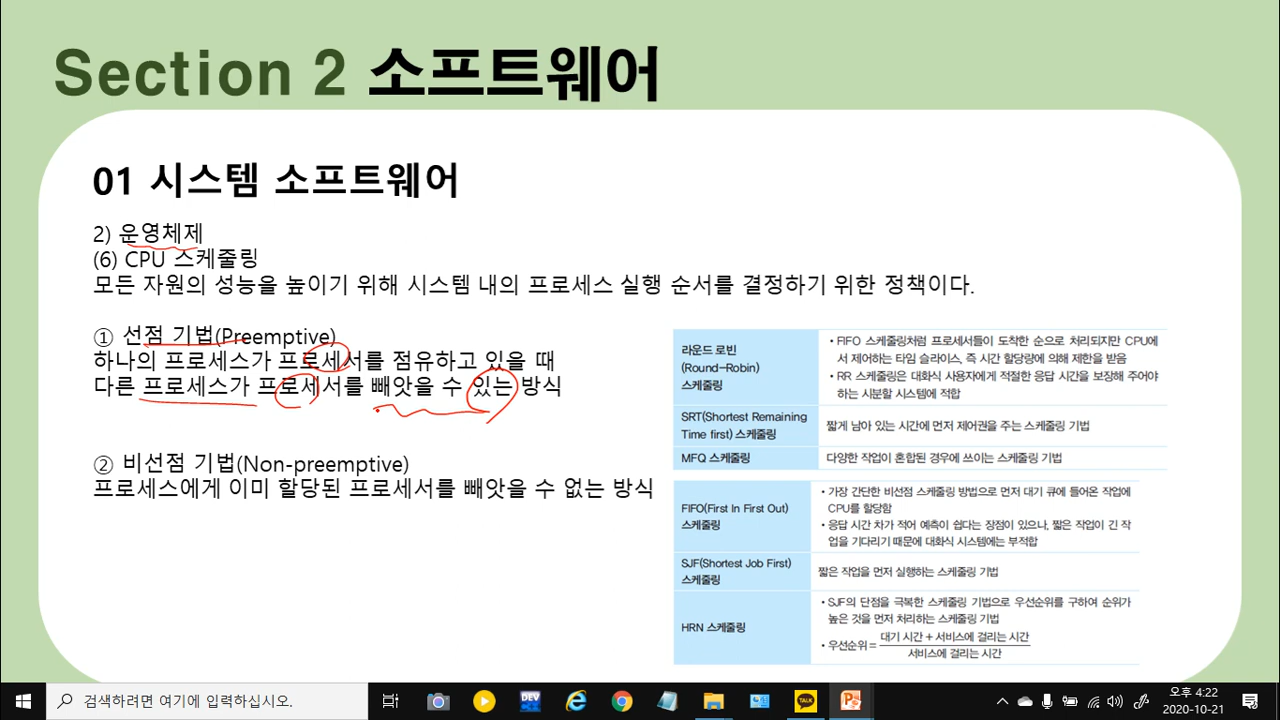 Section 2 소프트웨어
01 시스템 소프트웨어
2) 운영체제
(6) CPU 스케줄링
모든 자원의 성능을 높이기 위해 시스템 내의 프로세스 실행 순서를 결정하기 위한 정책이다.
① 선점 기법(Preemptive)
하나의 프로세스가 프로세서를 점유하고 있을 때
다른 프로세스가 프로세서를 빼앗을 수 있는 방식
② 비선점 기법(Non-preemptive)
프로세스에게 이미 할당된 프로세서를 빼앗을 수 없는 방식
라운드 로빈
(Round-Robin)
스케줄링
• FIFO 스케줄링처럼 프로세서들이 도착한 순으로 처리되지만 CPU에
서 제어하는 타임 슬라이스, 즉 시간 할당량에 의해 제한을 받음
• RR 스케줄링은 대화식 사용자에게 적절한 응답 시간을 보장해 주어야
하는 시분할 시스템에 적합
SRT(Shortest Remaining
Time first) 스케줄링
짧게 남아 있는 시간에 먼저 제어권을 주는 스케줄링 기법
MFQ 스케줄링
다양한 작업이 혼합된 경우에 쓰이는 스케줄링 기법
FIFO(First In First Out)
스케줄링
• 가장 간단한 비선점 스케줄링 방법으로 먼저 대기 큐에 들어온 작업에
CPU를 할당함
• 응답 시간 차가 적어 예측이 쉽다는 장점이 있으나, 짧은 작업이 긴 작
업을 기다리기 때문에 대화식 시스템에는 부적합
SJF(Shortest Job First)
스케줄링
짧은 작업을 먼저 실행하는 스케줄링 기법
HRN 스케줄링
• SJF의 단점을 극복한 스케줄링 기법으로 우선순위를 구하여 순위가
높은 것을 먼저 처리하는 스케줄링 기법
• 우선순위 = 대기 시간 + 서비스에 걸리는 시간
서비스에 걸리는 시간
검색하려면 여기에 입력하십시오.
DEV
TALK
오후 4:22
2020-10-21